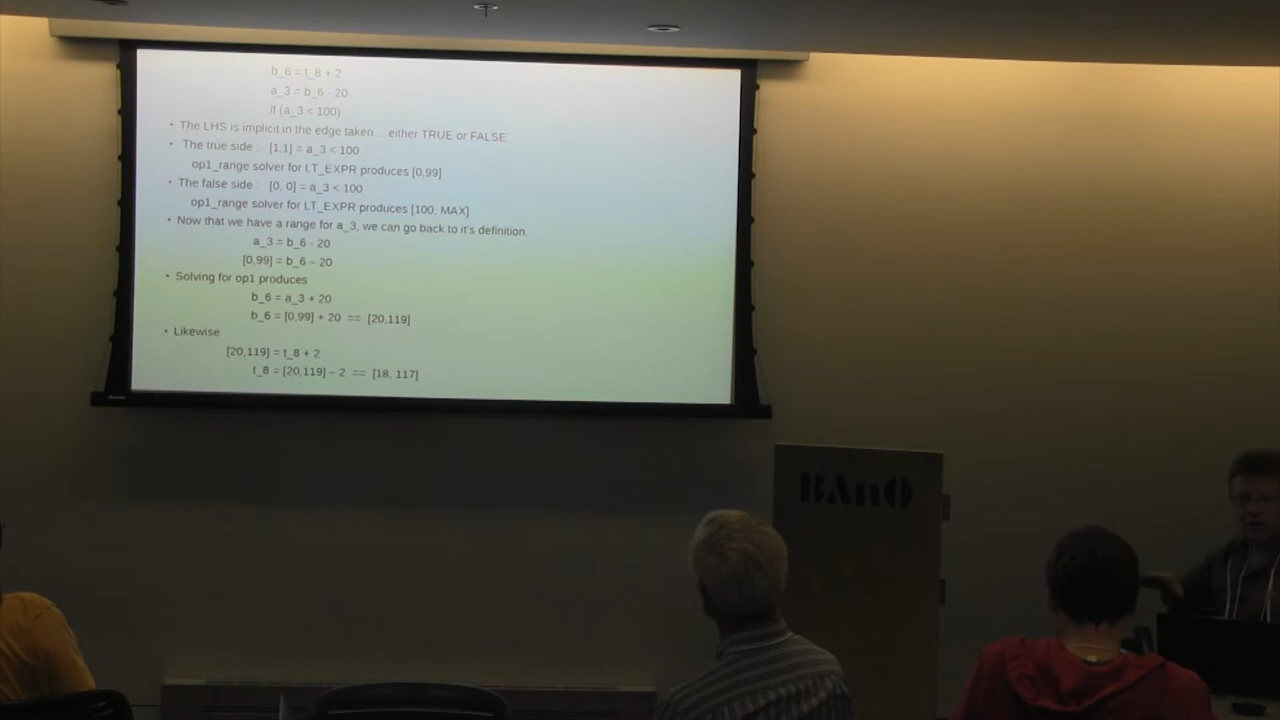 b_6 = t_8 + 2
a_3 = b_6 - 20
if (a_3 < 100)
• The LHS is implicit in the edge taken... either TRUE or FALSE.
• The true side : [1,1] = a_3 < 100
op1_range solver for LT_EXPR produces [0,99]
• The false side : [0, 0] = a_3 < 100
op1_range solver for LT_EXPR produces [100, MAX]
• Now that we have a range for a_3, we can go back to it's definition.
a_3 = b_6 - 20
[0,99] = b_6 – 20
• Solving for op1 produces
b_6 = a_3 + 20
b_6 = [0,99] + 20 == [20,119]
• Likewise
[20,119] = t_8 + 2
t_8 = [20,119] – 2 == [18, 117]
BAnQ